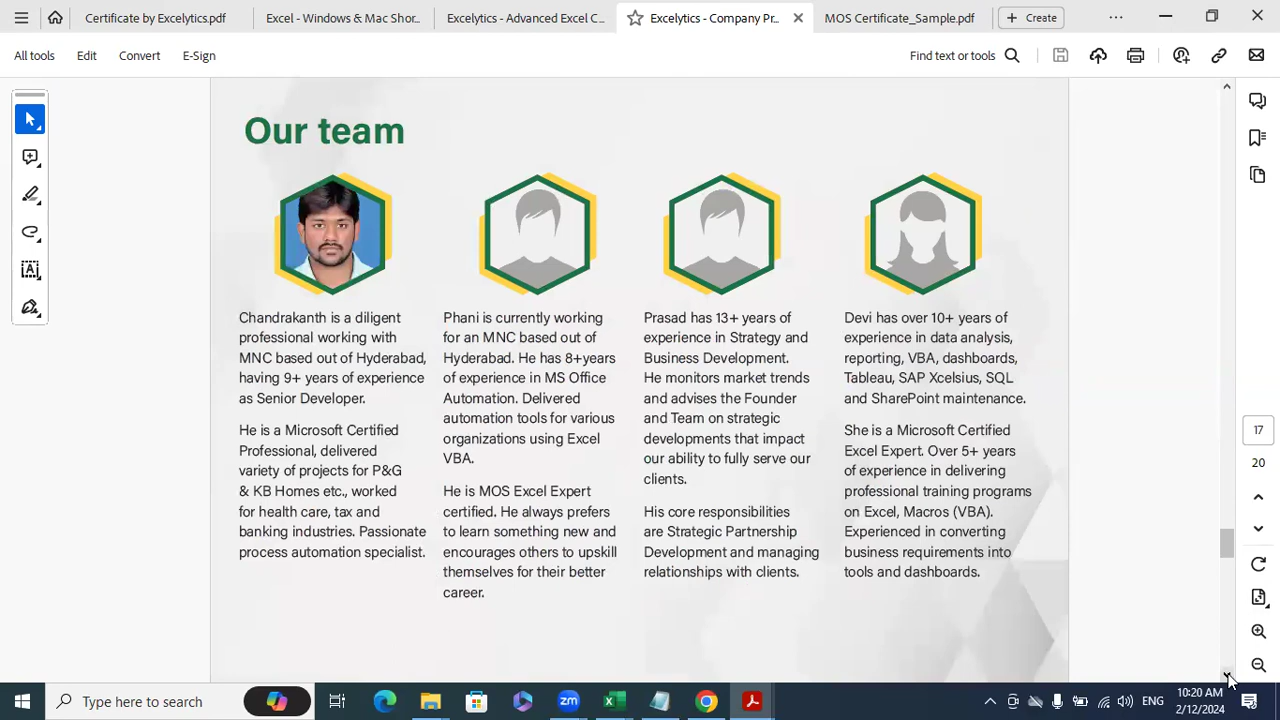 Certificate by Excelytics.pdf
Excel - Windows & Mac Shor...
Excelytics - Advanced Excel C...
Excelytics - Company Pr...
MOS Certificate_Sample.pdf
Create
All tools
Edit
Convert
E-Sign
Find text or tools
Our team
Chandrakanth is a diligent
professional working with
MNC based out of Hyderabad,
having 9+ years of experience
as Senior Developer.
He is a Microsoft Certified
Professional, delivered
variety of projects for P&G
& KB Homes etc., worked
for health care, tax and
banking industries. Passionate
process automation specialist.
Phani is currently working
for an MNC based out of
Hyderabad. He has 8+years
of experience in MS Office
Automation. Delivered
automation tools for various
organizations using Excel
VBA.
He is MOS Excel Expert
certified. He always prefers
to learn something new and
encourages others to upskill
themselves for their better
career.
Prasad has 13+ years of
experience in Strategy and
Business Development.
He monitors market trends
and advises the Founder
and Team on strategic
developments that impact
our ability to fully serve our
clients.
His core responsibilities
are Strategic Partnership
Development and managing
relationships with clients.
Devi has over 10+ years of
experience in data analysis,
reporting, VBA, dashboards,
Tableau, SAP Xcelsius, SQL
and SharePoint maintenance.
She is a Microsoft Certified
Excel Expert. Over 5+ years
of experience in delivering
professional training programs
on Excel, Macros (VBA).
Experienced in converting
business requirements into
tools and dashboards.
17
20
Type here to search
zm
ENG
10:20 AM
2/12/2024